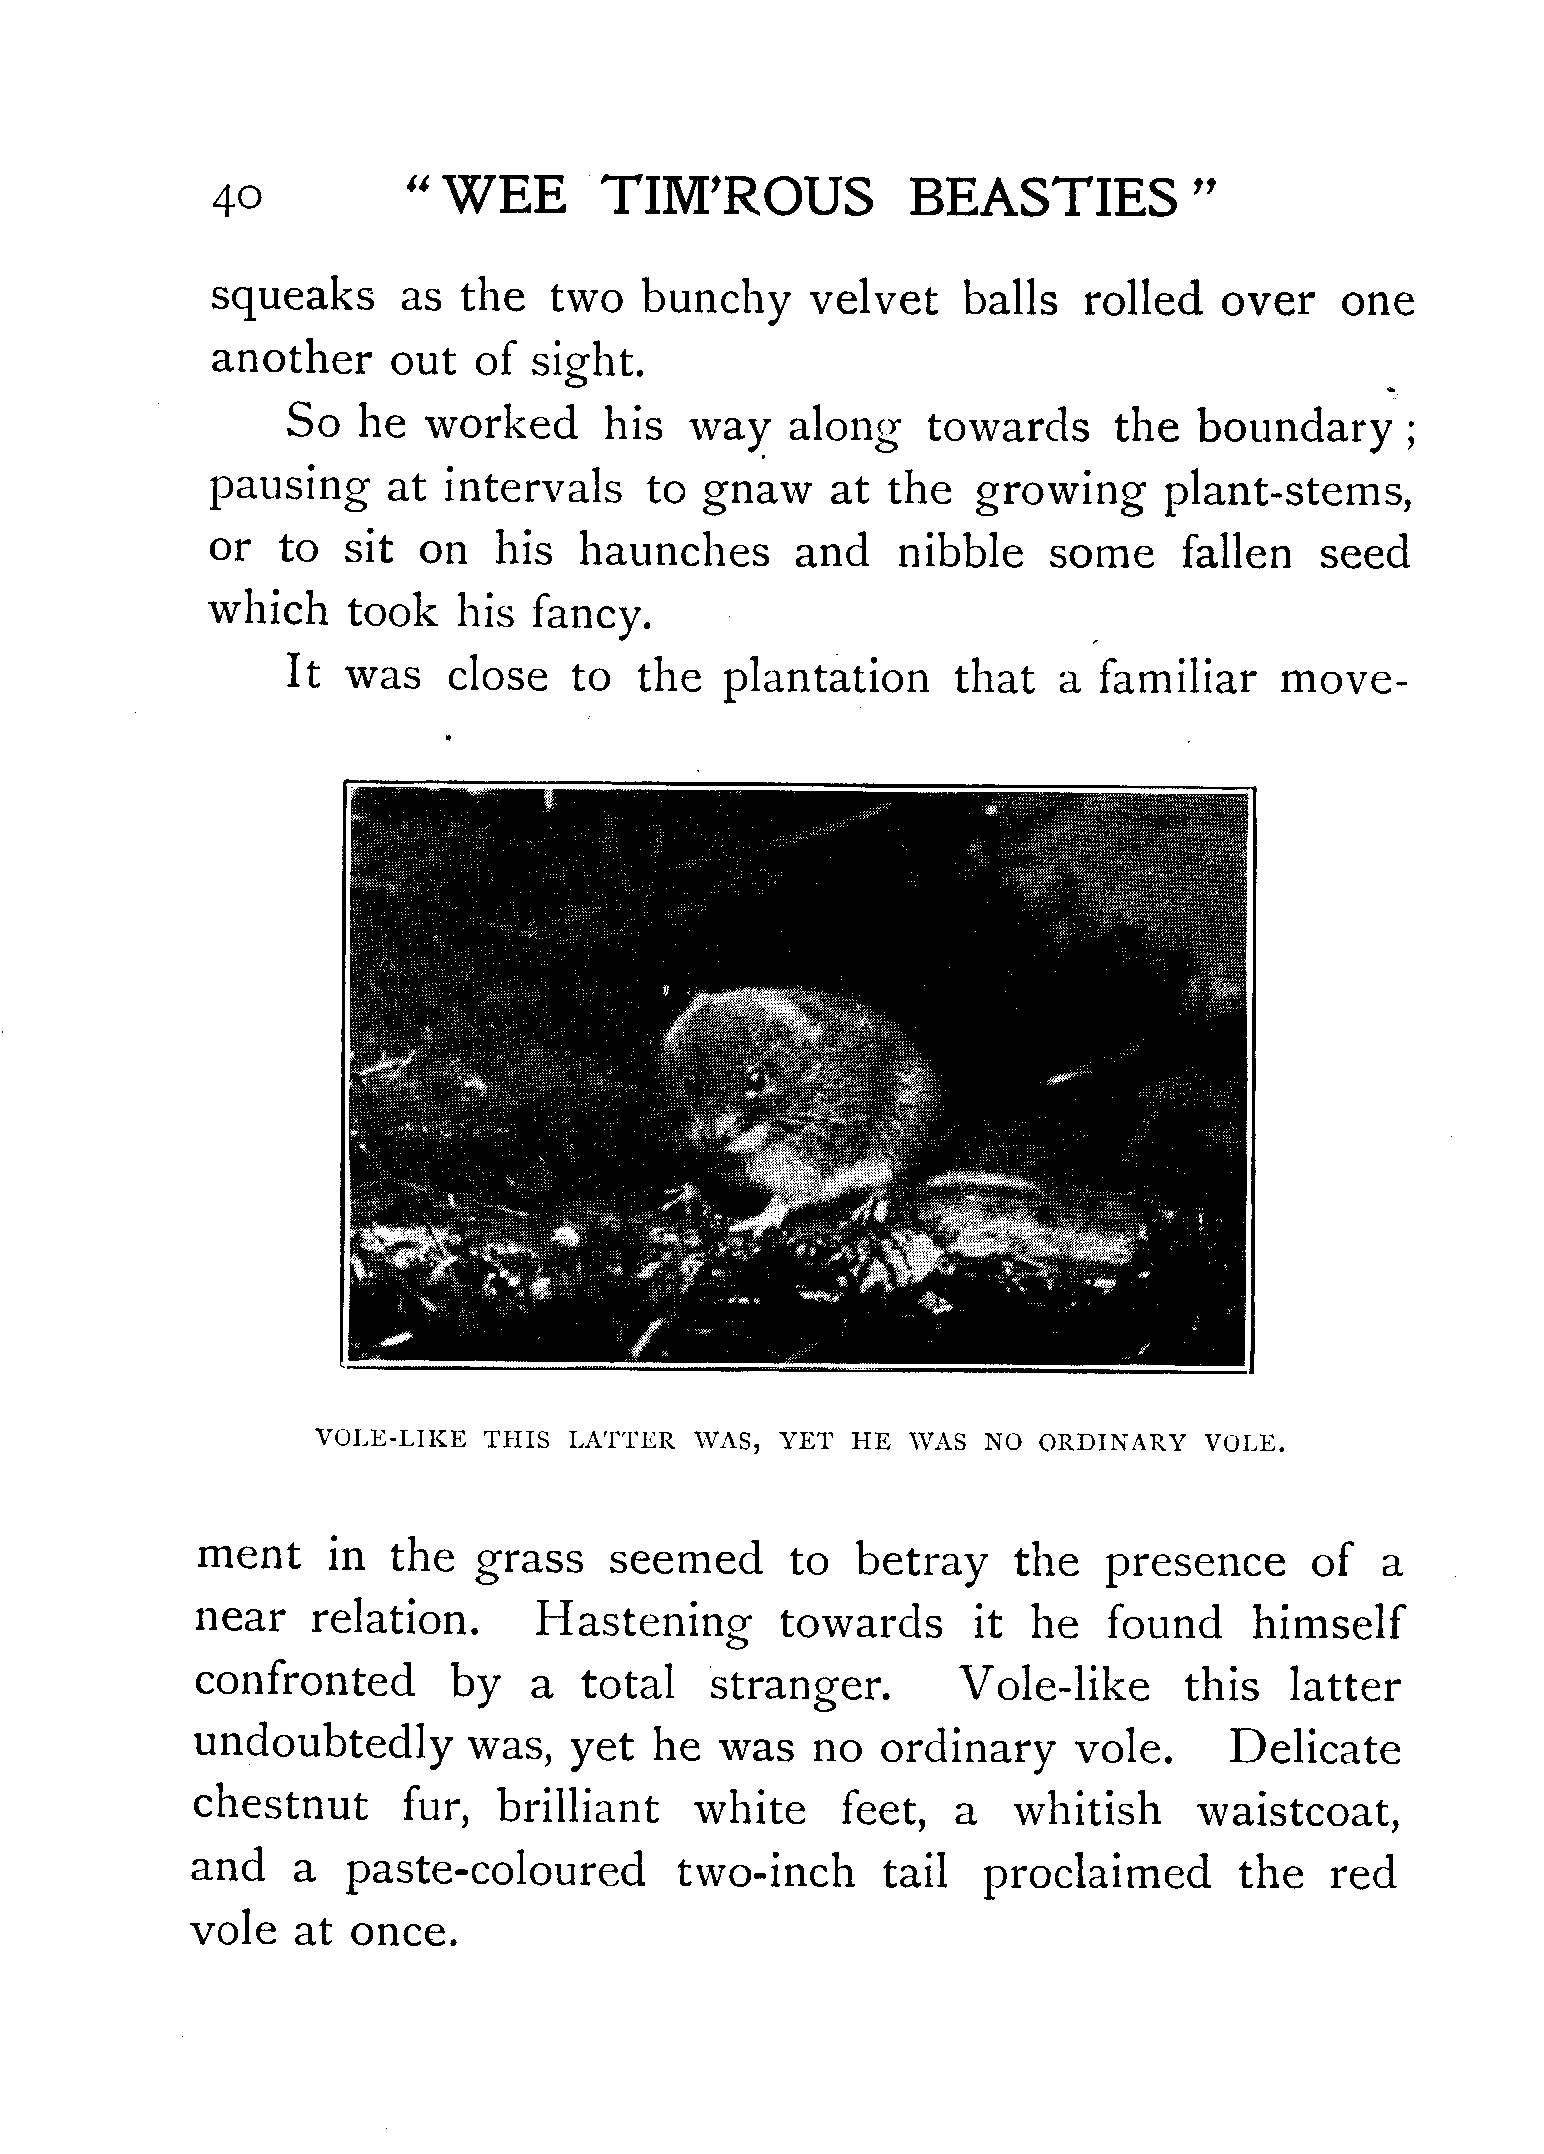 40 “WEE TIM’ROUS BEASTIES”
squeaks as the two bunchy velvet balls rolled over one
another out of sight.
So he worked his way along towards the boundary;
pausing at intervals to gnaw at the growing plant-stems,
or to sit on his haunches and nibble some fallen seed
which took his fancy.
It was close to the plantation that a familiar move-
VOLE-LIKE THIS LATTER WAS, YET HE WAS NO ORDINARY VOLE.
ment in the grass seemed to betray the presence of a
near relation. Hastening towards it he found himself
confronted by a total stranger. Vole-like this latter
undoubtedly was, yet he was no ordinary vole. Delicate
chestnut fur, brilliant white feet, a whitish waistcoat,
and a paste-coloured two-inch tail proclaimed the red
vole at once.